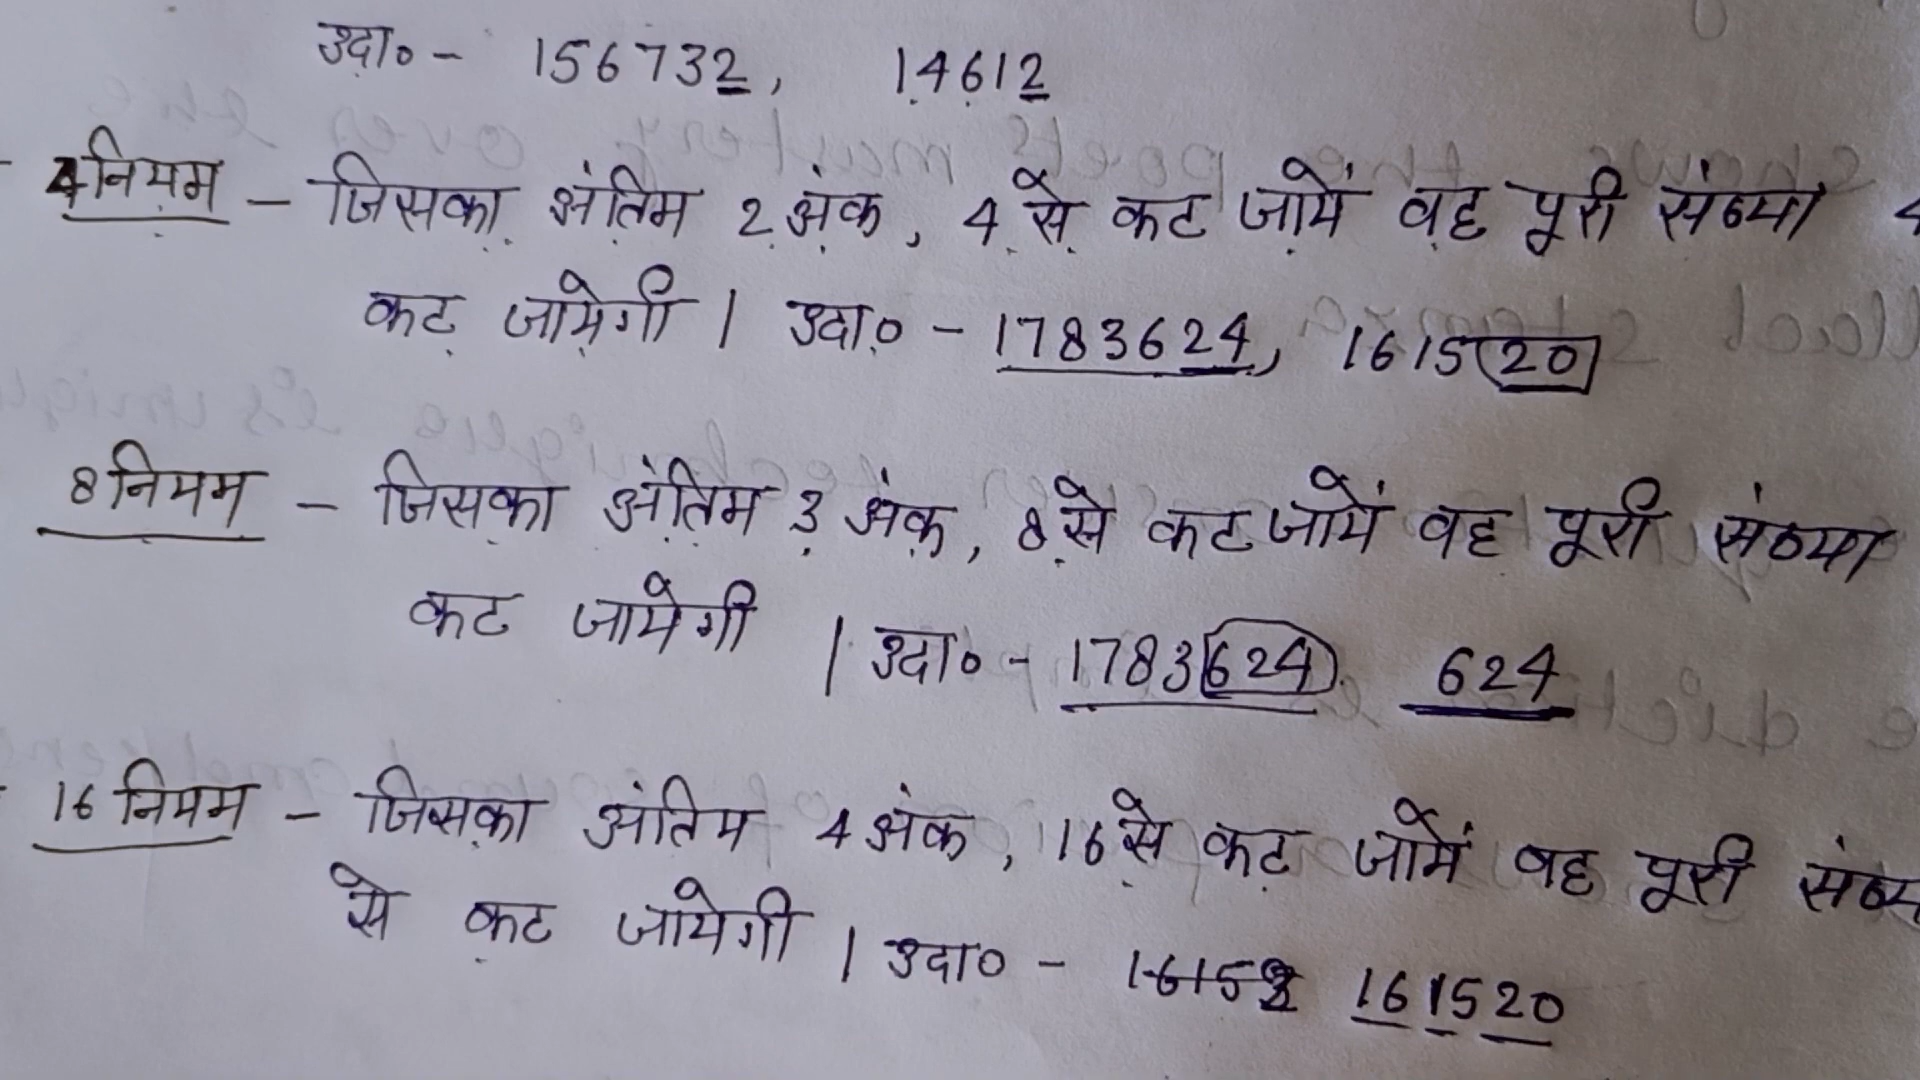 उदा० - 156732, 14612
4 नियम - जिसका अंतिम 2 अंक, 4 से कट जायें वह पूरी संख्या 4
कट जायेगी । उदा० - 1783624, 161520
8 नियम - जिसका अंतिम 3 अंक, 8 से कट जायें वह पूरी संख्या
कट जायेगी । उदा० - 1783624. 624
16 नियम - जिसका अंतिम 4 अंक, 16 से कट जायें वह पूरी
से कट जायेगी । उदा० - 161520